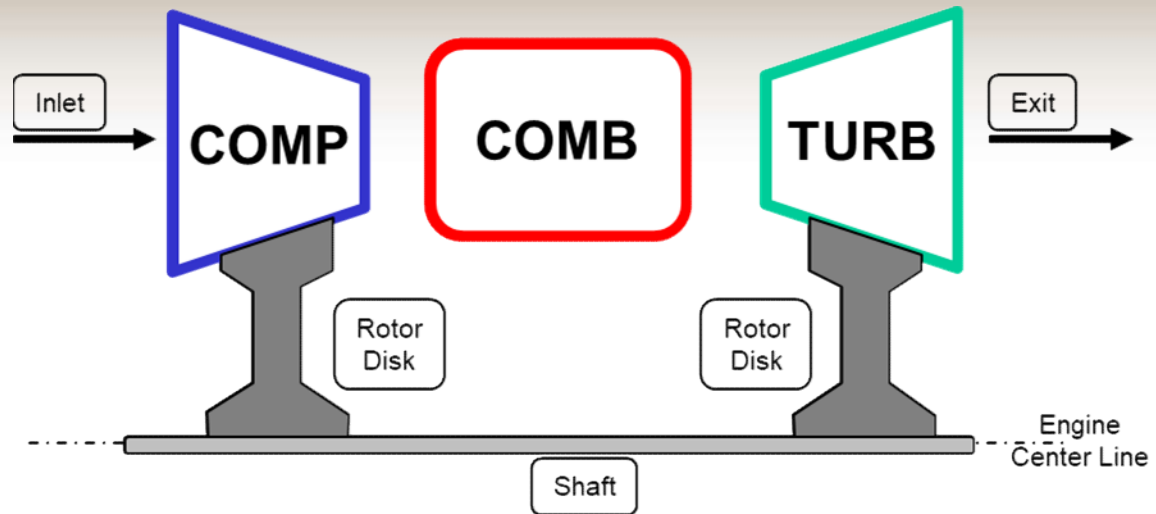 Inlet
COMP
COMB
TURB
Exit
Rotor
Disk
Rotor
Disk
Engine
Center Line
Shaft